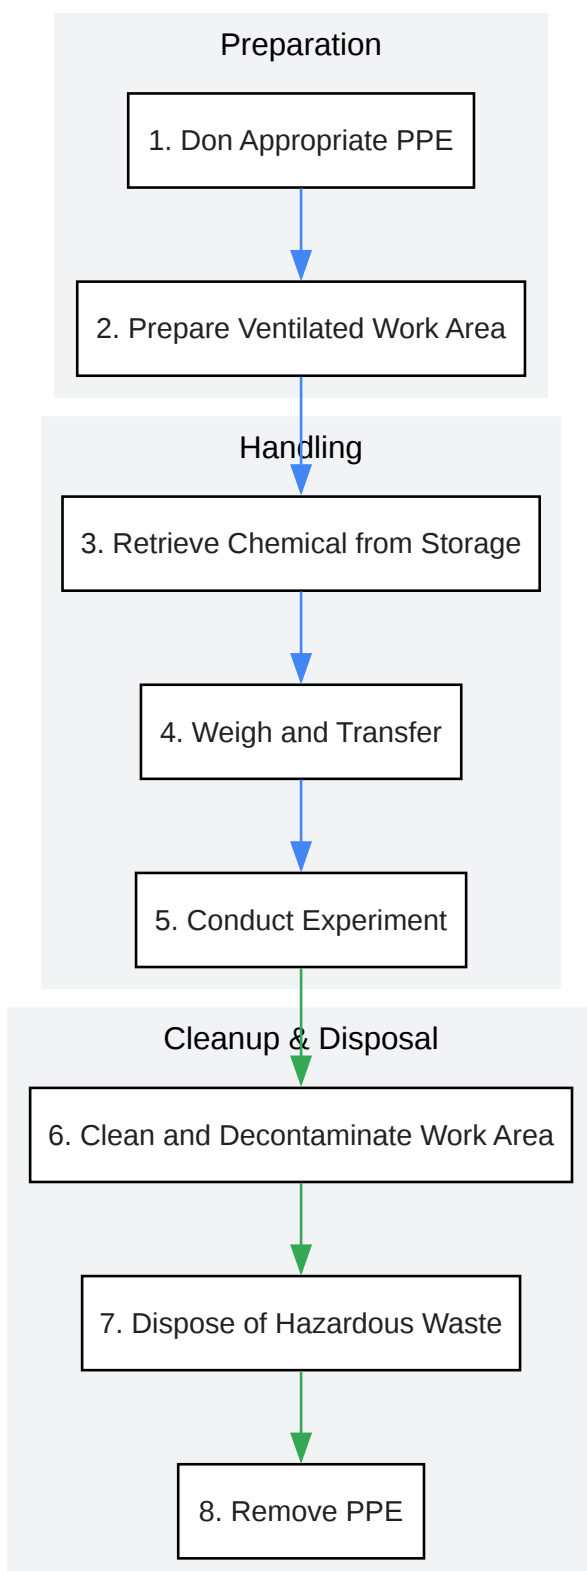 Preparation
1. Don Appropriate PPE
2. Prepare Ventilated Work Area
Handling
3. Retrieve Chemical from Storage
4. Weigh and Transfer
5. Conduct Experiment
Cleanup & Disposal
6. Clean and Decontaminate Work Area
7. Dispose of Hazardous Waste
8. Remove PPE